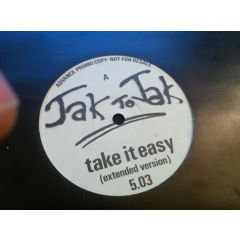 ADVANCE PROMO COPY·NOT FOR RESALE
A
Jak To Jak
take it easy
(extended version)
5.03